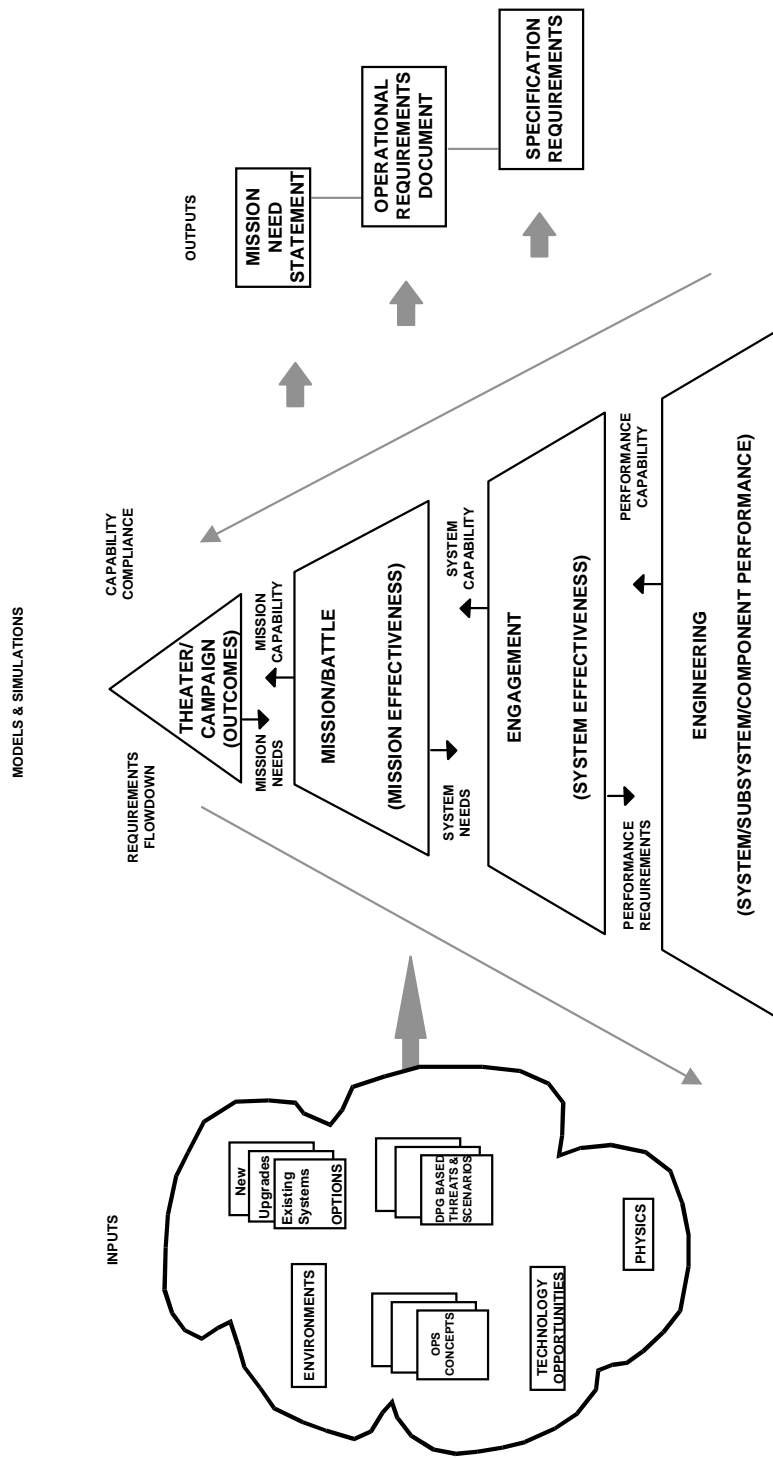 INPUTS
MODELS & SIMULATIONS
OUTPUTS
New
Upgrades
Existing
Systems
OPTIONS
ENVIRONMENTS
DPG BASED
THREATS &
SCENARIOS
OPS
CONCEPTS
TECHNOLOGY
OPPORTUNITIES
PHYSICS
REQUIREMENTS
FLOWDOWN
CAPABILITY
COMPLIANCE
THEATER/
CAMPAIGN
(OUTCOMES)
MISSION
NEEDS
MISSION
CAPABILITY
MISSION/BATTLE
(MISSION EFFECTIVENESS)
SYSTEM
NEEDS
SYSTEM
CAPABILITY
ENGAGEMENT
(SYSTEM EFFECTIVENESS)
PERFORMANCE
REQUIREMENTS
PERFORMANCE
CAPABILITY
ENGINEERING
(SYSTEM/SUBSYSTEM/COMPONENT PERFORMANCE)
MISSION
NEED
STATEMENT
OPERATIONAL
REQUIREMENTS
DOCUMENT
SPECIFICATION
REQUIREMENTS